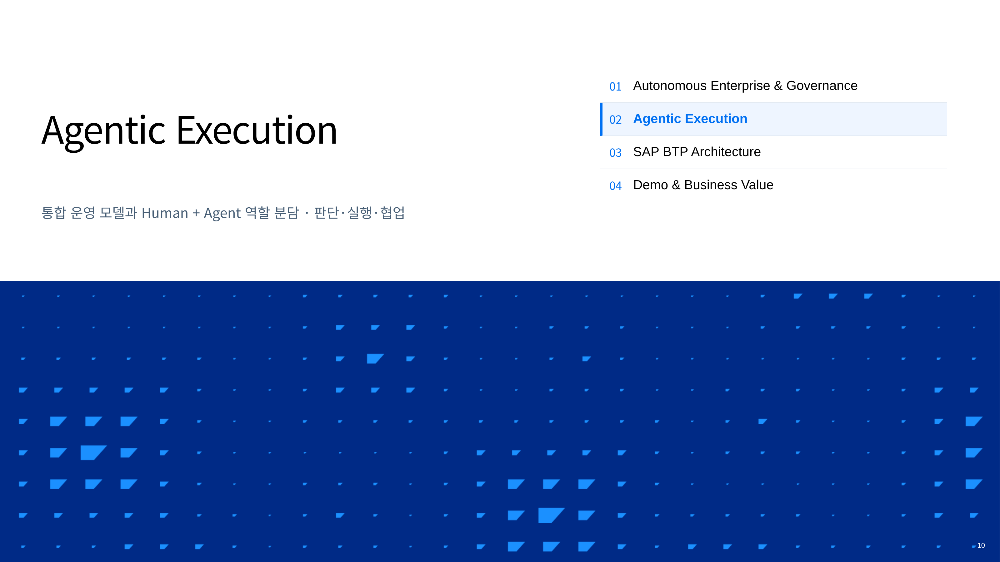 Agentic Execution
통합 운영 모델과 Human + Agent 역할 분담 · 판단·실행·협업
01 Autonomous Enterprise & Governance
02 Agentic Execution
03 SAP BTP Architecture
04 Demo & Business Value
10